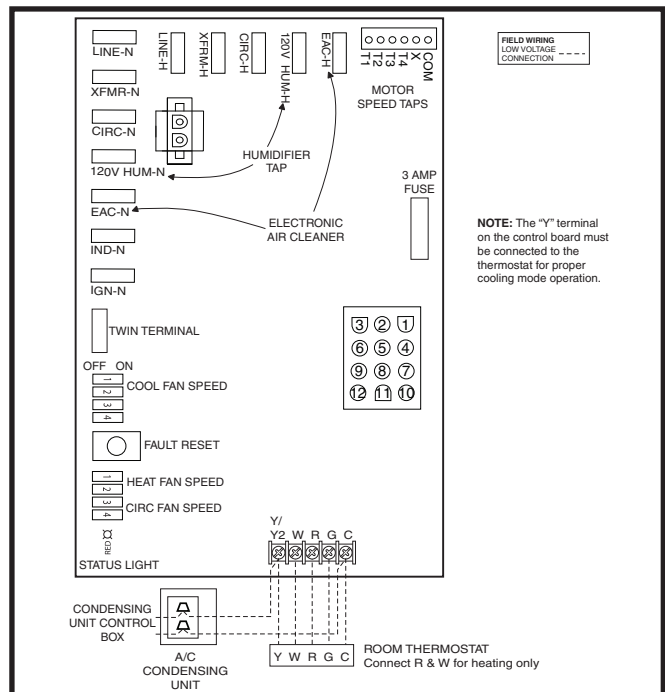 LINE-N
LINE-H
XFRM-H
CIRC-H
120V HUM-H
EAC-H
T1
T2
T3
T4
X
COM
MOTOR
SPEED TAPS
FIELD WIRING
LOW VOLTAGE
CONNECTION
XFMR-N
CIRC-N
120V HUM-N
HUMIDIFIER
TAP
3 AMP
FUSE
EAC-N
ELECTRONIC
AIR CLEANER
NOTE: The “Y” terminal
on the control board must
be connected to the
thermostat for proper
cooling mode operation.
IND-N
IGN-N
TWIN TERMINAL
3 2 1
6 5 4
9 8 7
12 11 10
OFF ON
1
2
3
4
COOL FAN SPEED
FAULT RESET
1
2
3
4
HEAT FAN SPEED
CIRC FAN SPEED
RED
STATUS LIGHT
Y/
Y2 W R G C
CONDENSING
UNIT CONTROL
BOX
A/C
CONDENSING
UNIT
Y W R G C
ROOM THERMOSTAT
Connect R & W for heating only